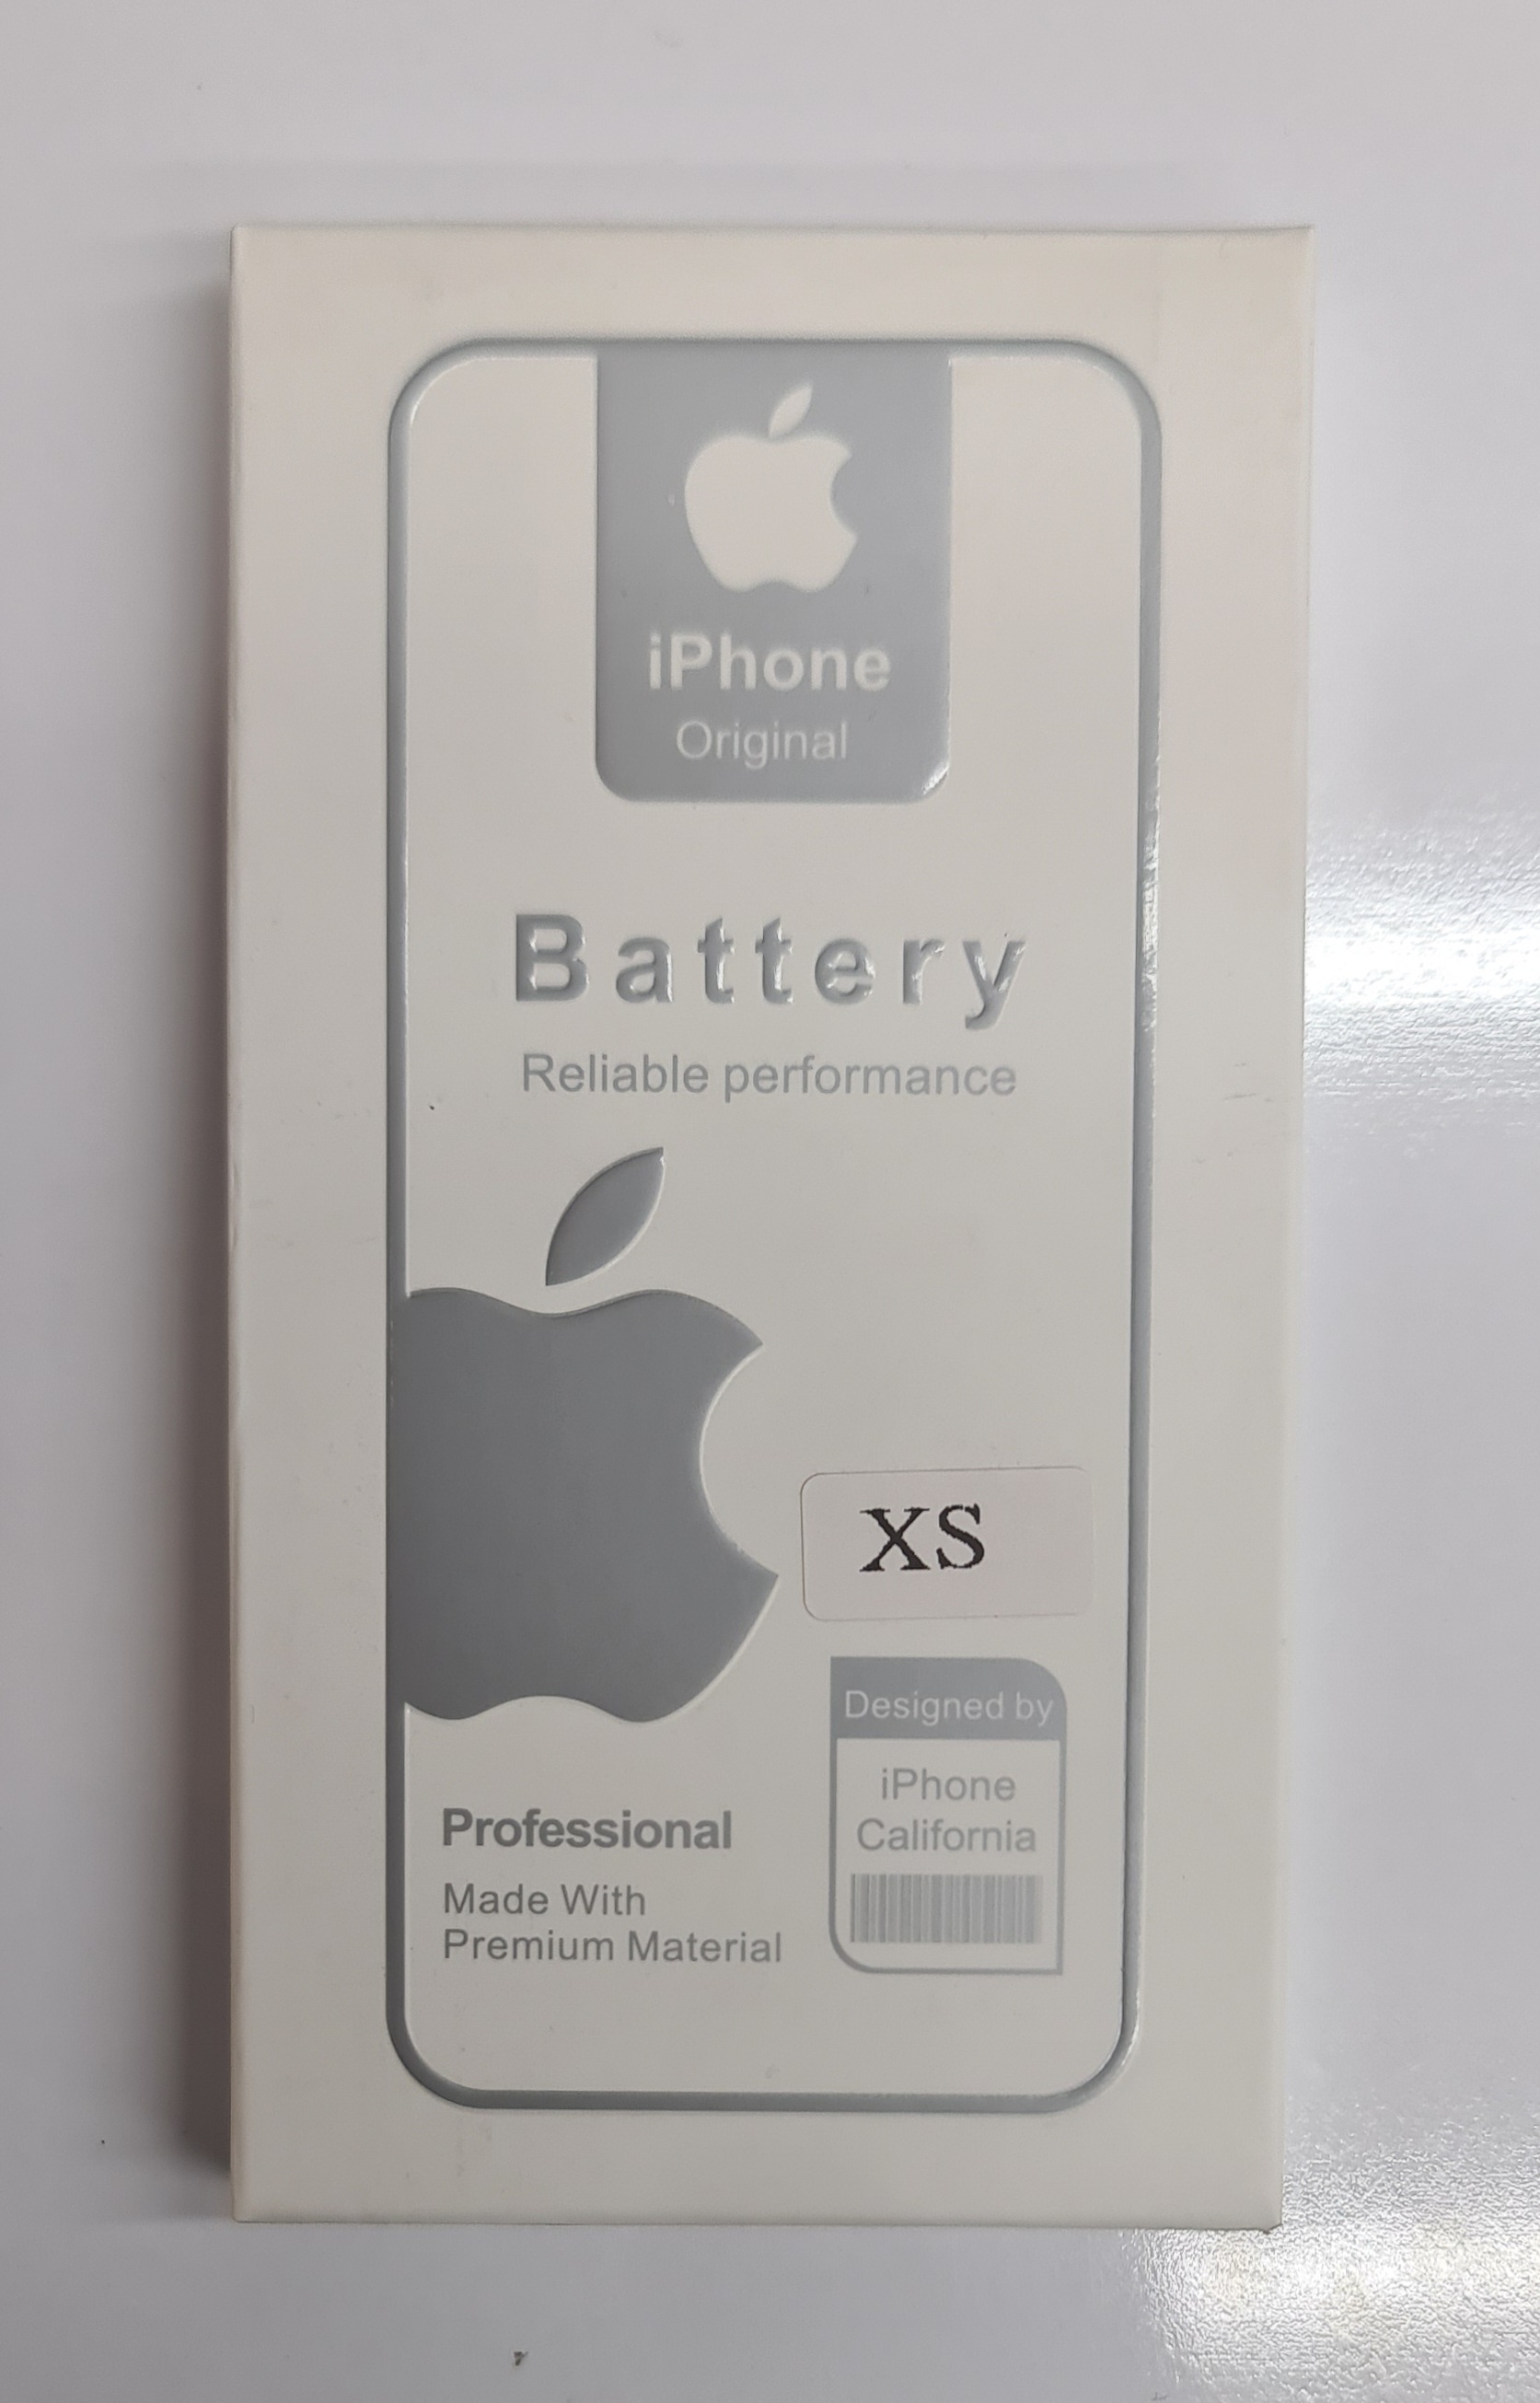 iPhone
Original
Battery
Reliable performance
XS
Designed by
iPhone
California
Professional
Made With
Premium Material